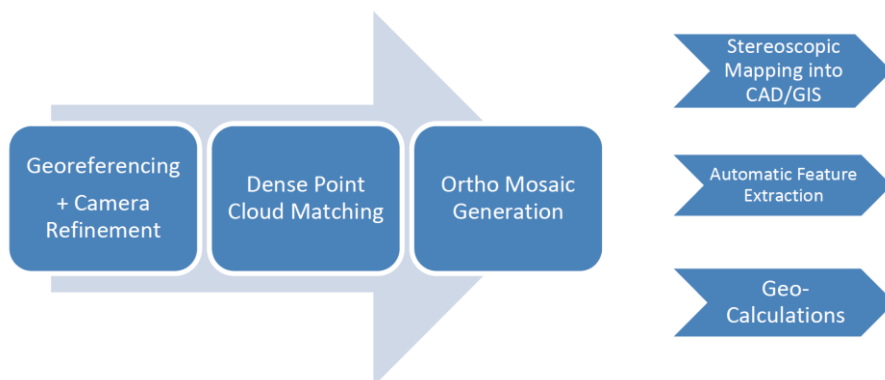 Georeferencing
+ Camera
Refinement
Dense Point
Cloud Matching
Ortho Mosaic
Generation
Stereoscopic
Mapping into
CAD/GIS
Automatic Feature
Extraction
Geo-
Calculations